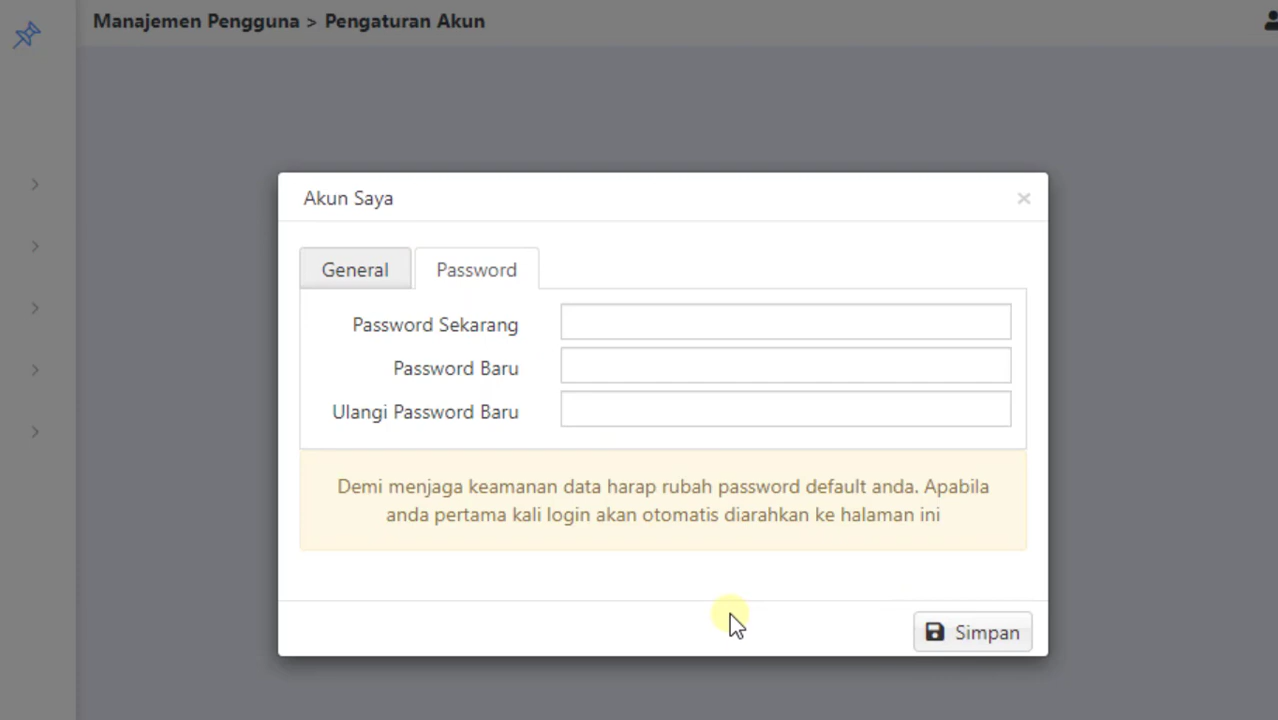 Manajemen Pengguna > Pengaturan Akun
Akun Saya
×
General
Password
Password Sekarang
Password Baru
Ulangi Password Baru
Demi menjaga keamanan data harap rubah password default anda. Apabila
anda pertama kali login akan otomatis diarahkan ke halaman ini
Simpan